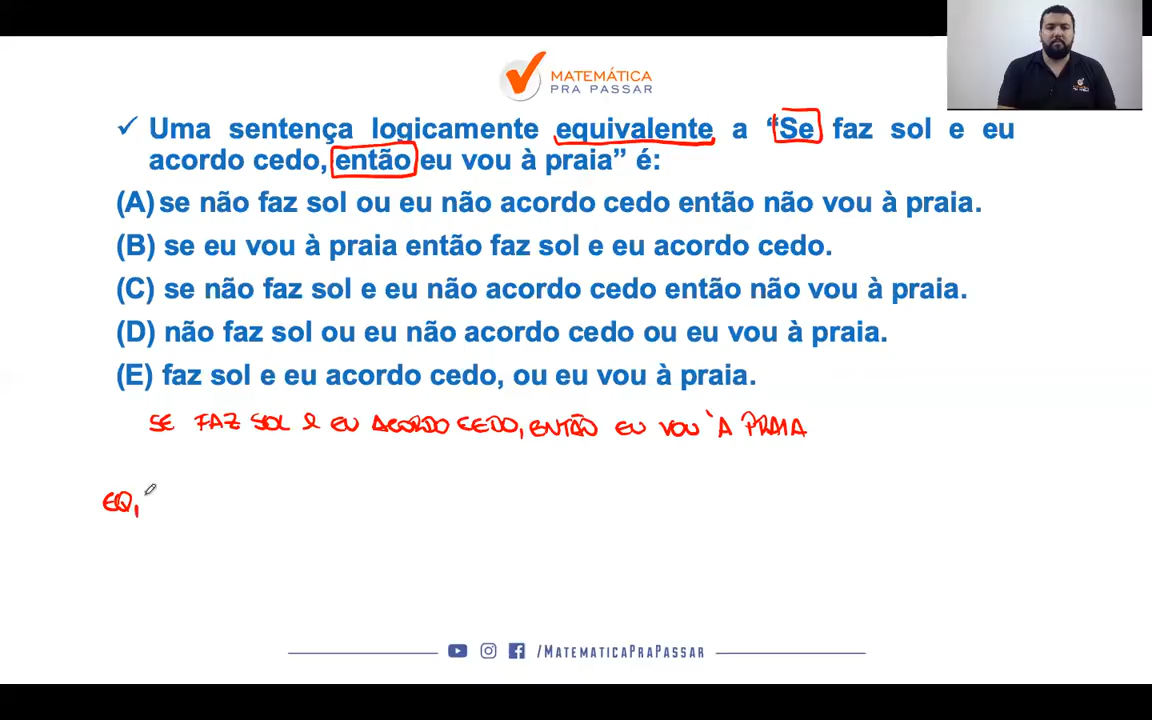 MATEMÁTICA
PRA PASSAR
Uma sentença logicamente equivalente a “Se faz sol e eu
acordo cedo, então eu vou à praia” é:
(A) se não faz sol ou eu não acordo cedo então não vou à praia.
(B) se eu vou à praia então faz sol e eu acordo cedo.
(C) se não faz sol e eu não acordo cedo então não vou à praia.
(D) não faz sol ou eu não acordo cedo ou eu vou à praia.
(E) faz sol e eu acordo cedo, ou eu vou à praia.
SE FAZ SOL E EU ACORDO CEDO, ENTÃO EU VOU À PRAIA
EQ,
/MATEMATICAPRAPASSAR